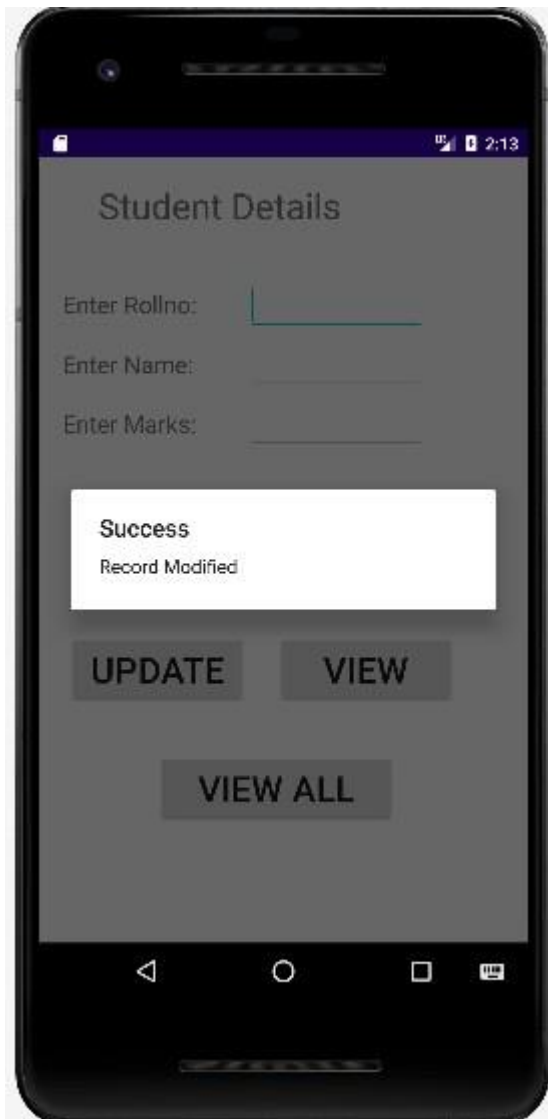 2:13
Student Details
Enter Rollno:
Enter Name:
Enter Marks:
Success
Record Modified
UPDATE VIEW
VIEW ALL